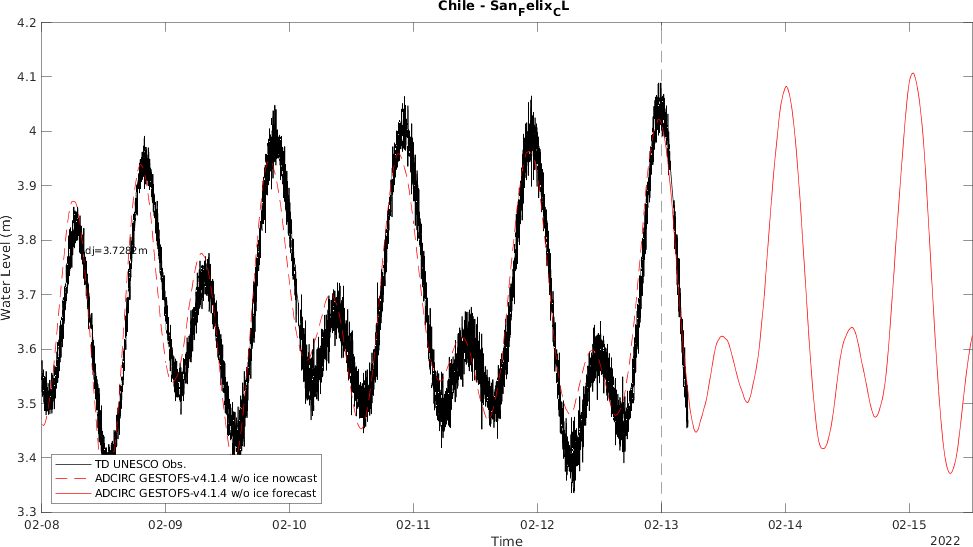 Chile - SanFelixCL
4.2
4.1
4
3.9
3.8
3.7
3.6
3.5
3.4
3.3
Water Level (m)
dj=3.7282m
TD UNESCO Obs.
ADCIRC GESTOFS-v4.1.4 w/o ice nowcast
ADCIRC GESTOFS-v4.1.4 w/o ice forecast
02-08 02-09 02-10 02-11 02-12 02-13 02-14 02-15
Time
2022